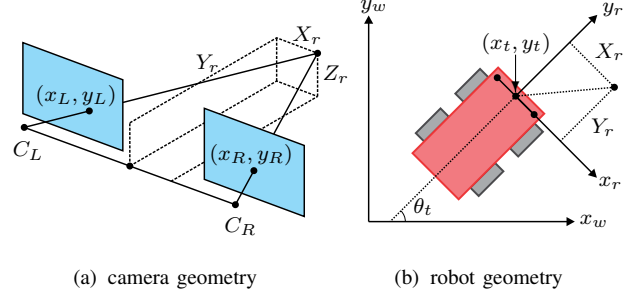 X_r
Y_r
Z_r
(x_L, y_L)
(x_R, y_R)
C_L
C_R
(a) camera geometry
y_w
y_r
(x_t, y_t)
X_r
Y_r
x_r
θ_t
x_w
(b) robot geometry